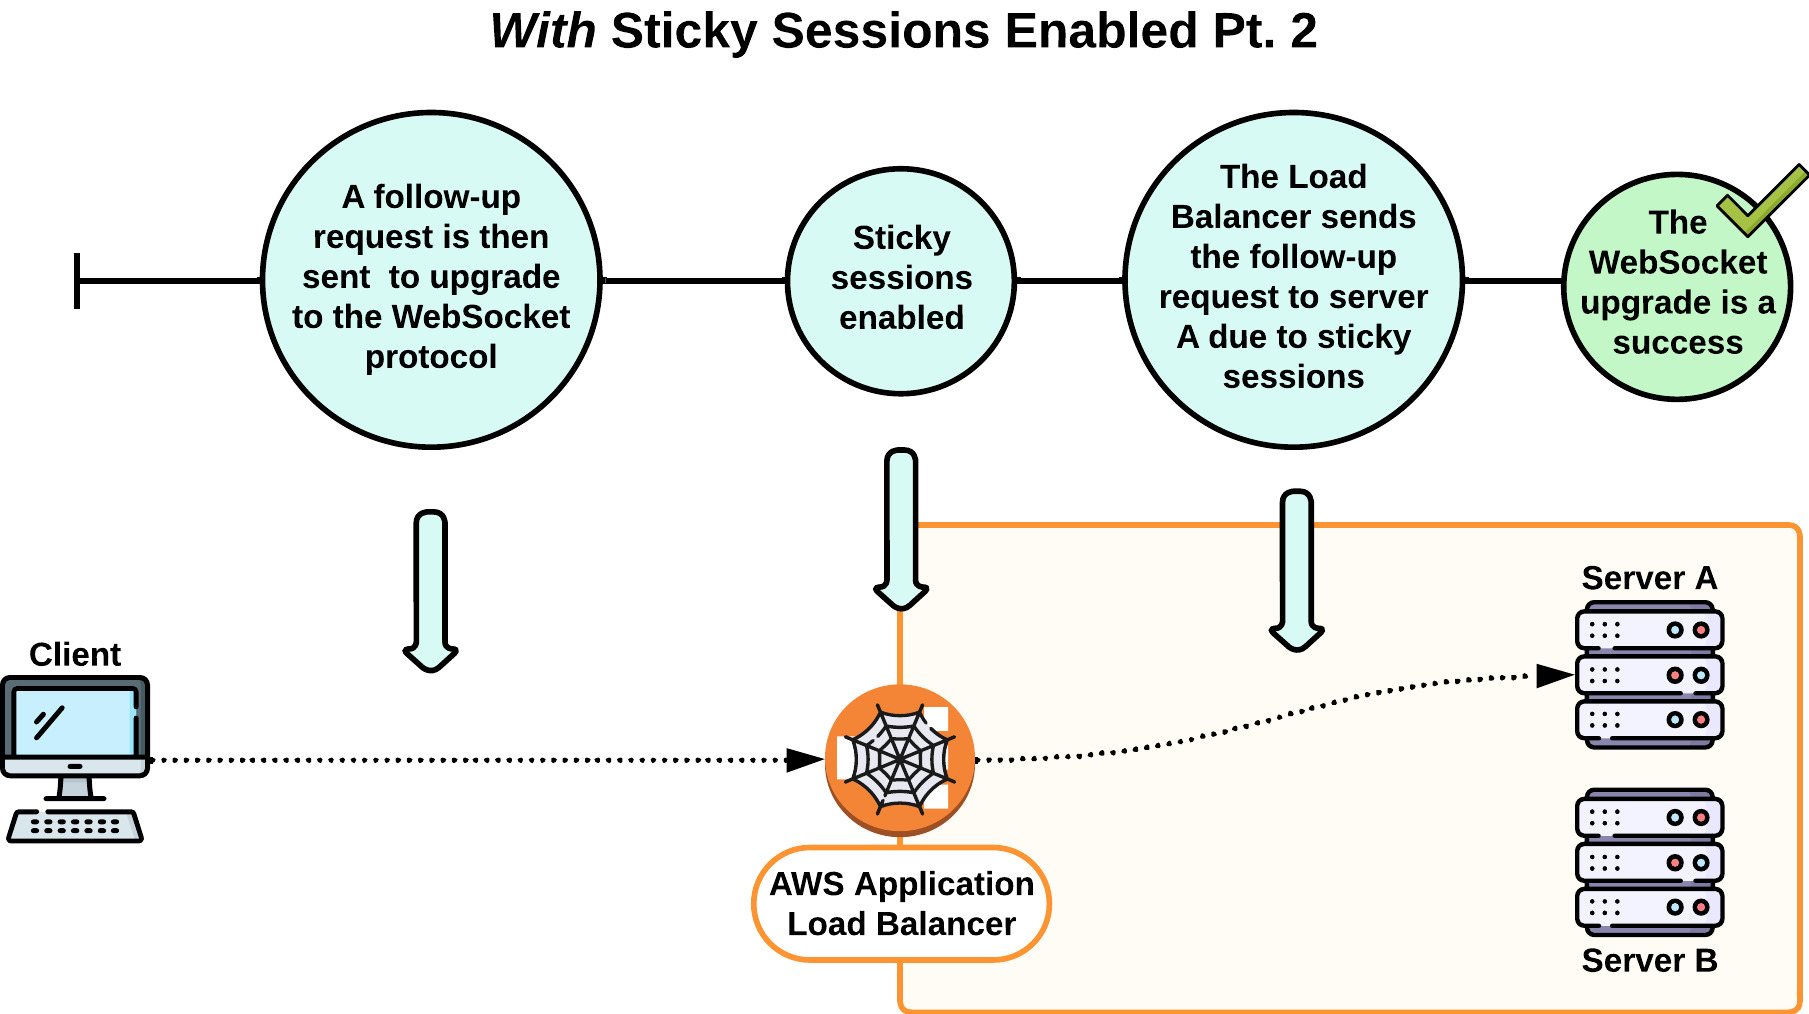 With Sticky Sessions Enabled Pt. 2
A follow-up
request is then
sent to upgrade
to the WebSocket
protocol
Sticky
sessions
enabled
The Load
Balancer sends
the follow-up
request to server
A due to sticky
sessions
The
WebSocket
upgrade is a
success
Client
AWS Application
Load Balancer
Server A
Server B